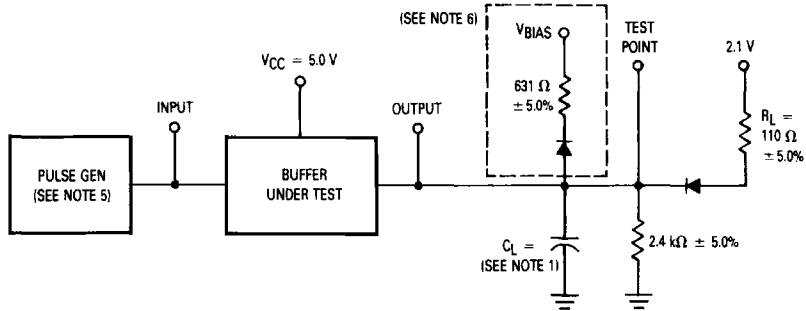 (SEE NOTE 6)
VBIAS
TEST
POINT
2.1 V
VCC = 5.0 V
631 Ω
± 5.0%
INPUT
OUTPUT
RL =
110 Ω
± 5.0%
PULSE GEN
(SEE NOTE 5)
BUFFER
UNDER TEST
CL =
(SEE NOTE 1)
2.4 kΩ ± 5.0%